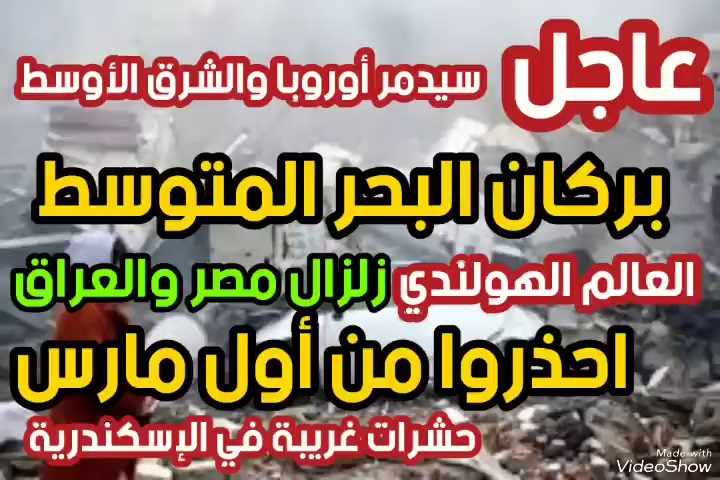 عاجل
سيدمر أوروبا والشرق الأوسط
بركان البحر المتوسط
العالم الهولندي زلزال مصر والعراق
احذروا من أول مارس
حشرات غريبة في الإسكندرية
Made with
VideoShow